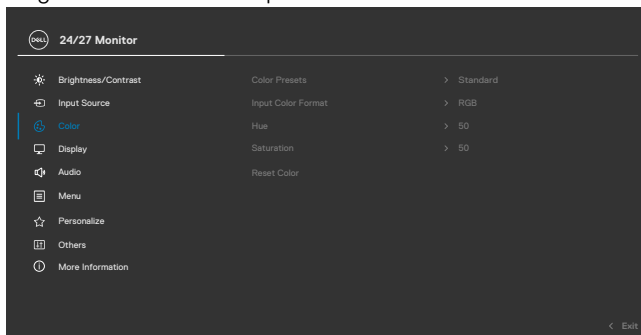 DELL
24/27 Monitor
Brightness/Contrast Color Presets > Standard
Input Source Input Color Format > RGB
Color Hue > 50
Display Saturation > 50
Audio Reset Color
Menu
Personalize
Others
More Information
< Exit